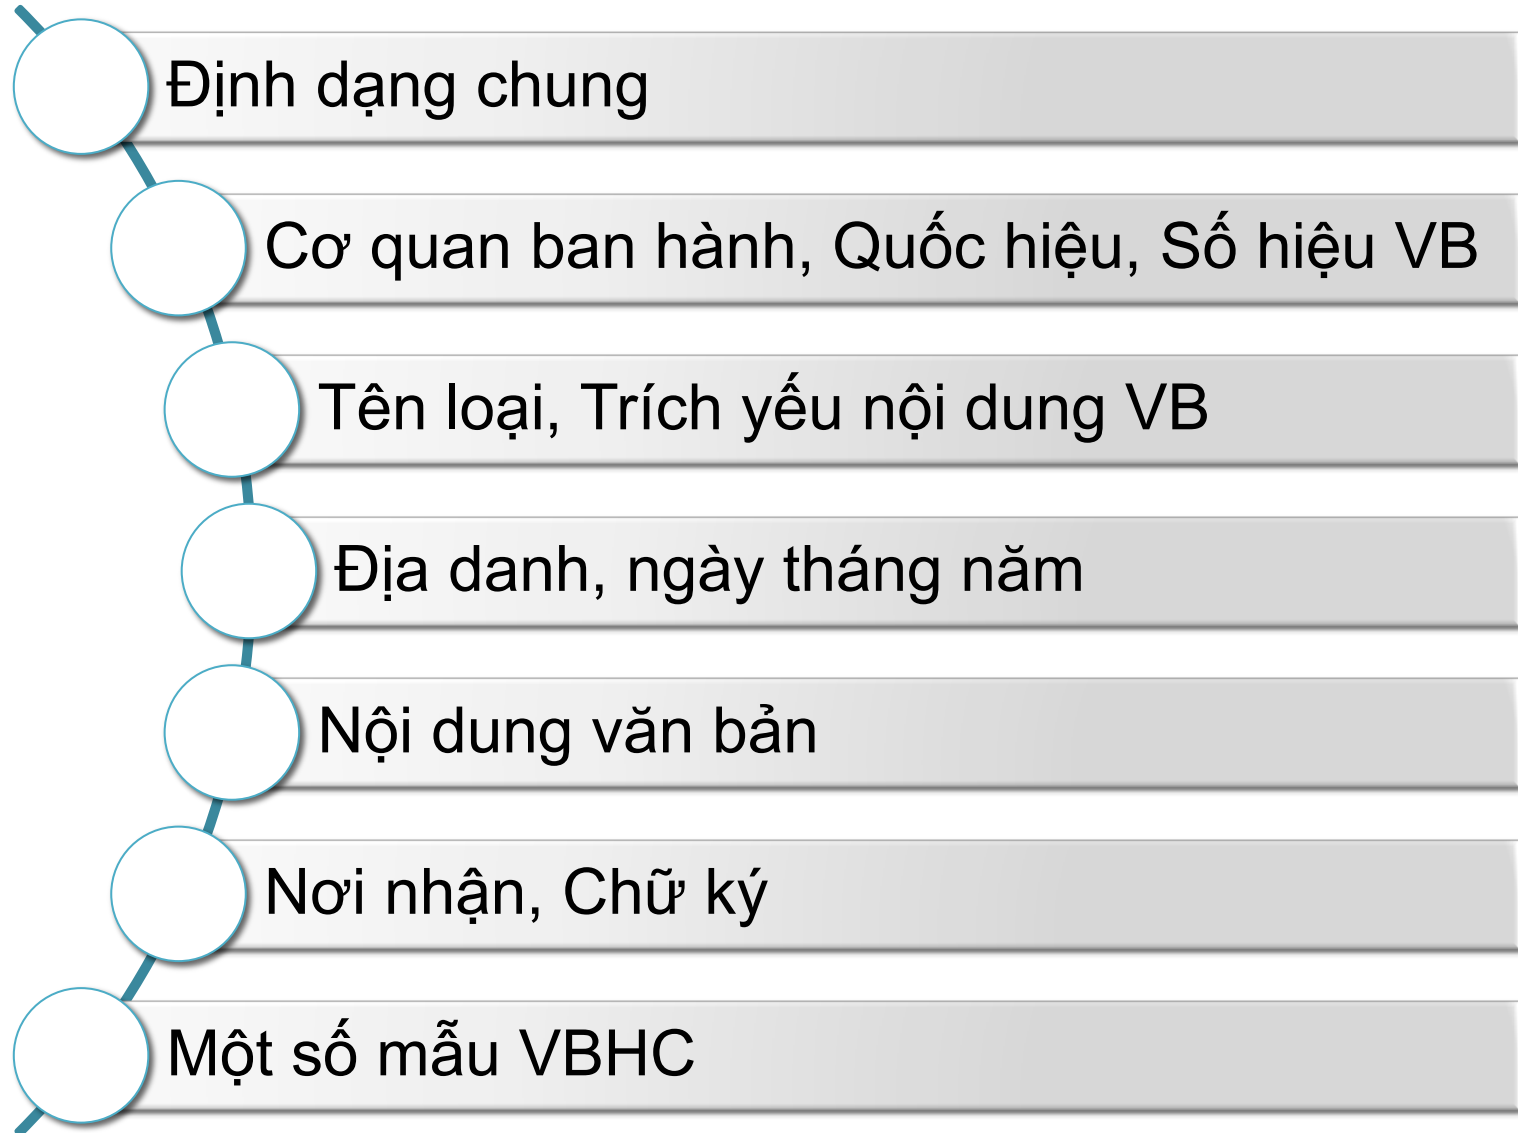 Định dạng chung
Cơ quan ban hành, Quốc hiệu, Số hiệu VB
Tên loại, Trích yếu nội dung VB
Địa danh, ngày tháng năm
Nội dung văn bản
Nơi nhận, Chữ ký
Một số mẫu VBHC